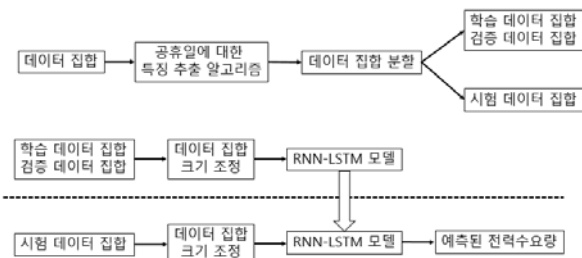 데이터 집합
공휴일에 대한
특징 추출 알고리즘
데이터 집합 분할
학습 데이터 집합
검증 데이터 집합
시험 데이터 집합
학습 데이터 집합
검증 데이터 집합
데이터 집합
크기 조정
RNN-LSTM 모델
시험 데이터 집합
데이터 집합
크기 조정
RNN-LSTM 모델
예측된 전력수요량